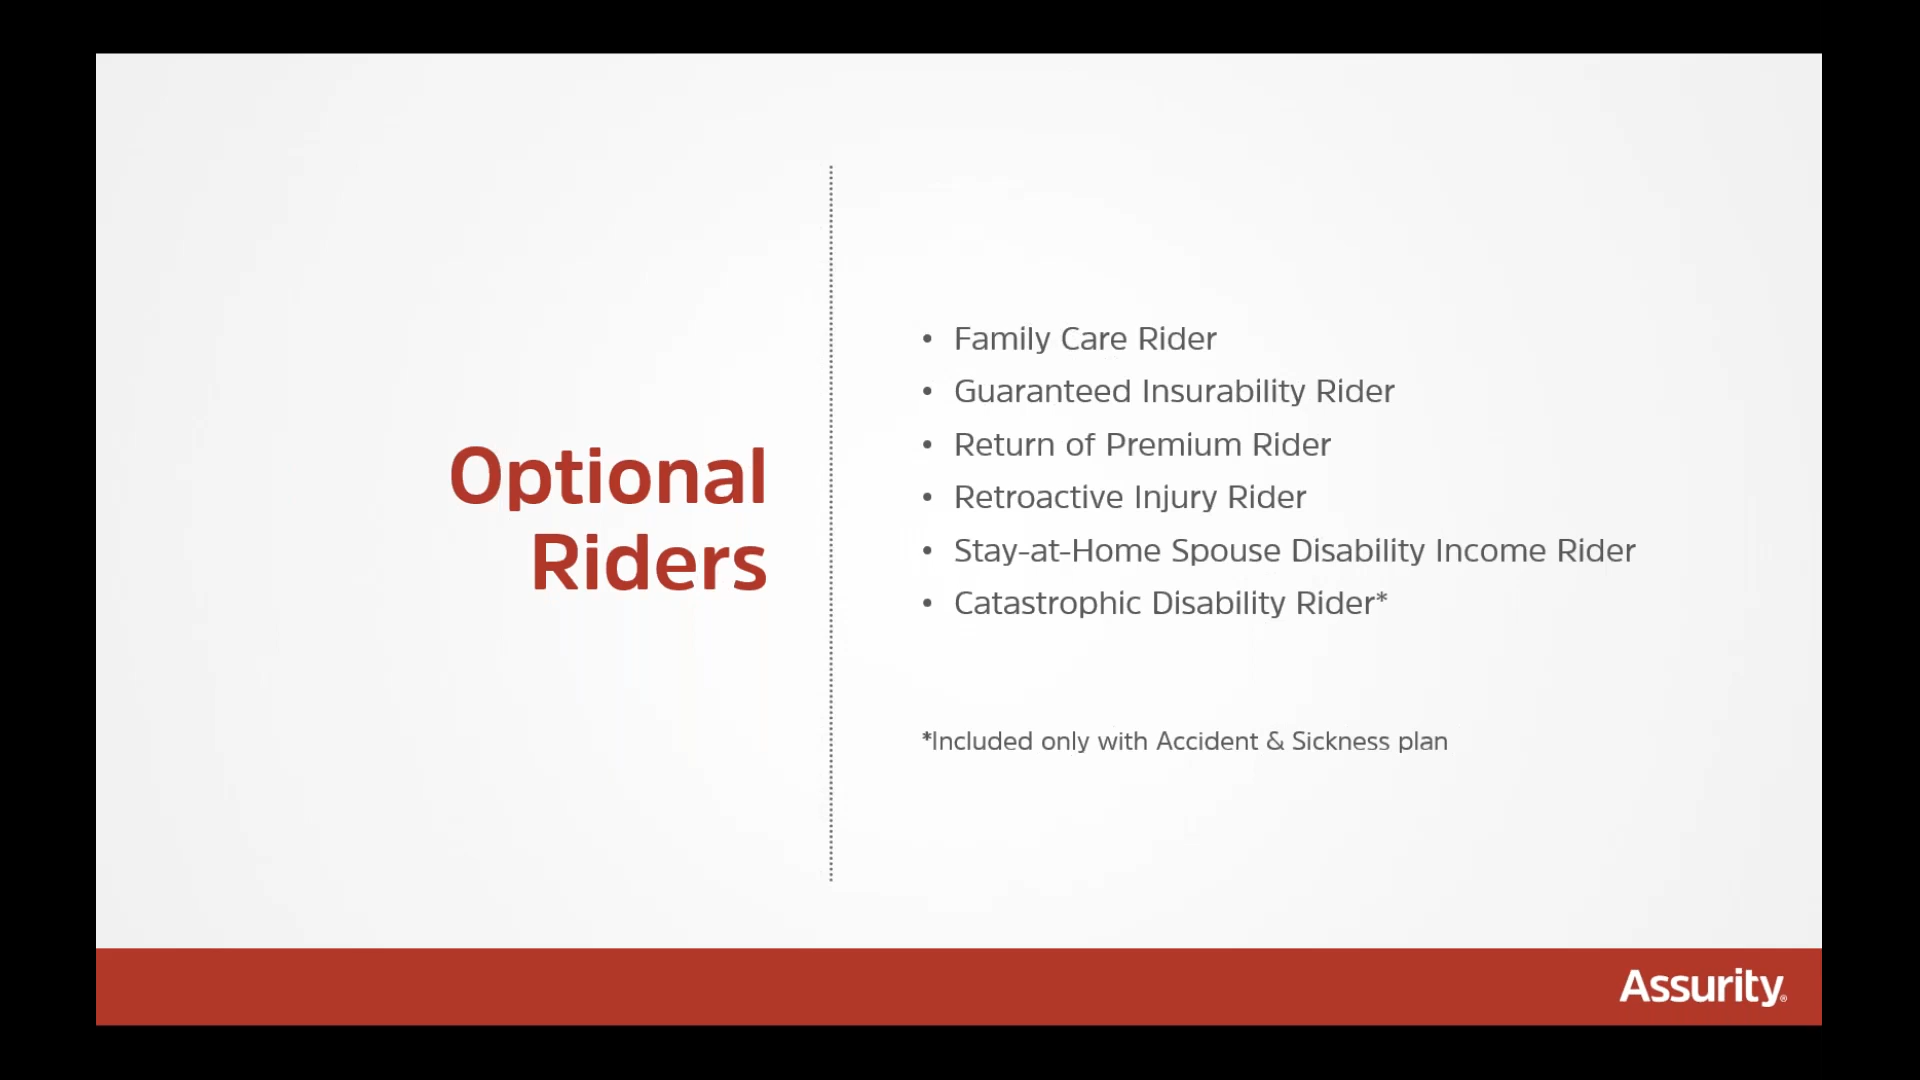 Optional
Riders
• Family Care Rider
• Guaranteed Insurability Rider
• Return of Premium Rider
• Retroactive Injury Rider
• Stay-at-Home Spouse Disability Income Rider
• Catastrophic Disability Rider*
*Included only with Accident & Sickness plan
Assurity®